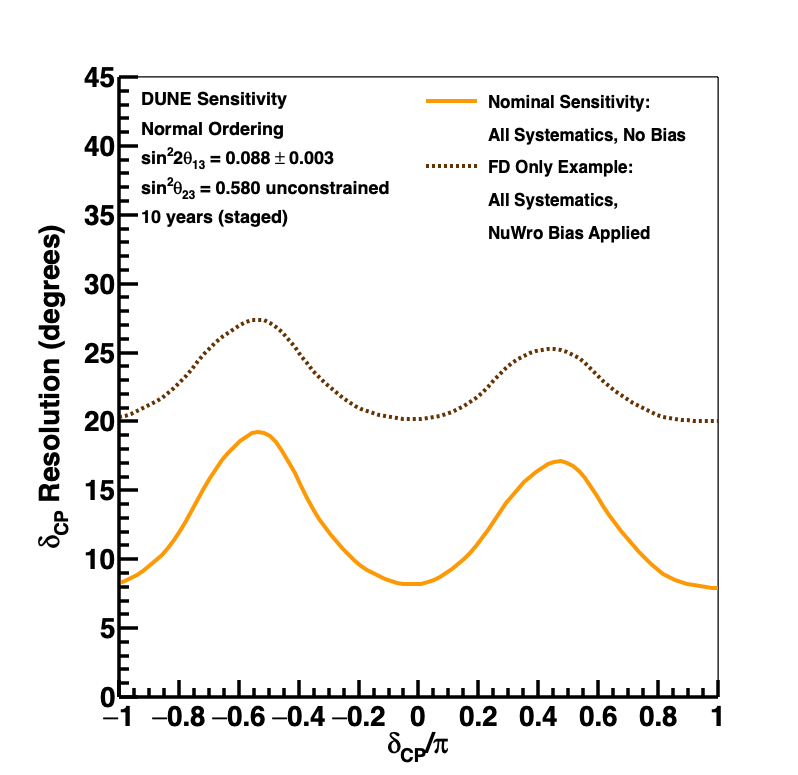 45
40
35
30
25
20
15
10
5
0
δCP Resolution (degrees)
DUNE Sensitivity
Normal Ordering
sin²2θ₁₃ = 0.088 ± 0.003
sin²θ₂₃ = 0.580 unconstrained
10 years (staged)
Nominal Sensitivity:
All Systematics, No Bias
FD Only Example:
All Systematics,
NuWro Bias Applied
−1 −0.8 −0.6 −0.4 −0.2 0 0.2 0.4 0.6 0.8 1
δCP/π